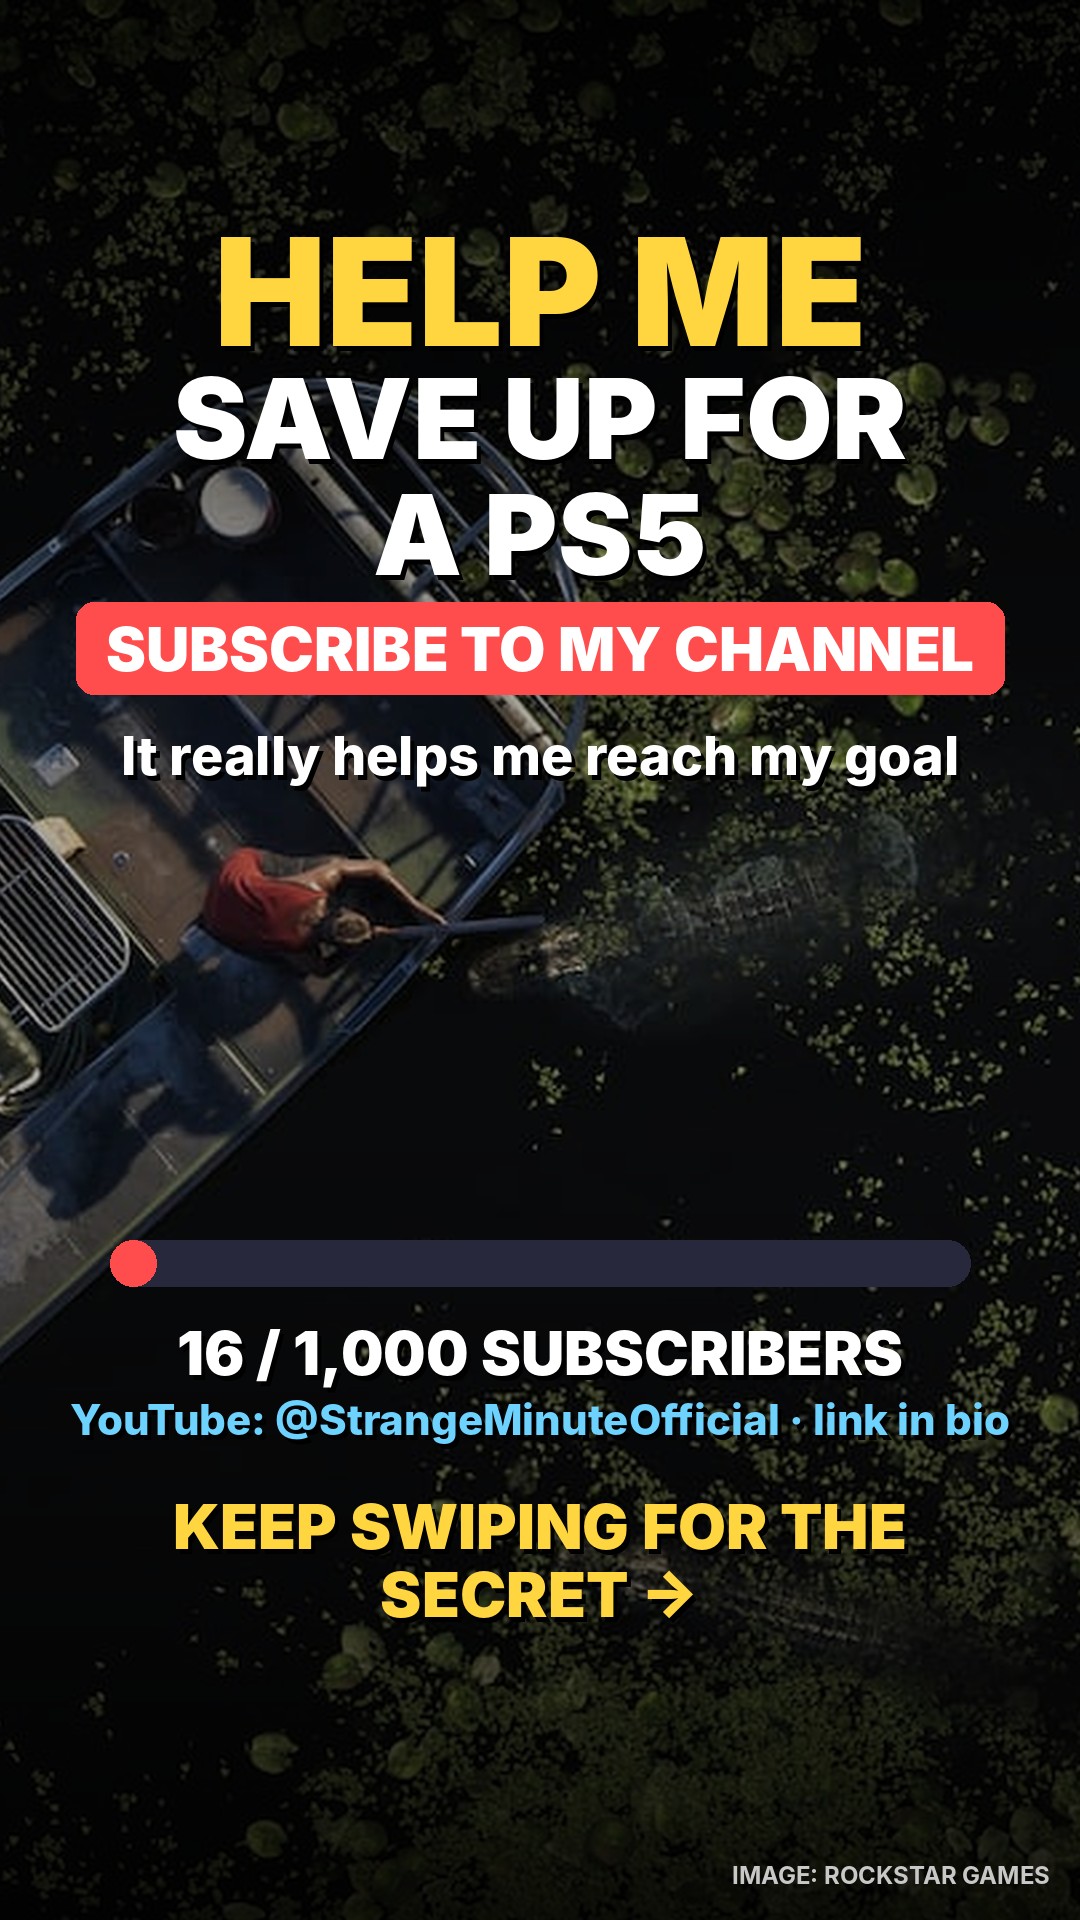 HELP ME
SAVE UP FOR
A PS5
SUBSCRIBE TO MY CHANNEL
It really helps me reach my goal
16 / 1,000 SUBSCRIBERS
YouTube: @StrangeMinuteOfficial · link in bio
KEEP SWIPING FOR THE
SECRET →
IMAGE: ROCKSTAR GAMES